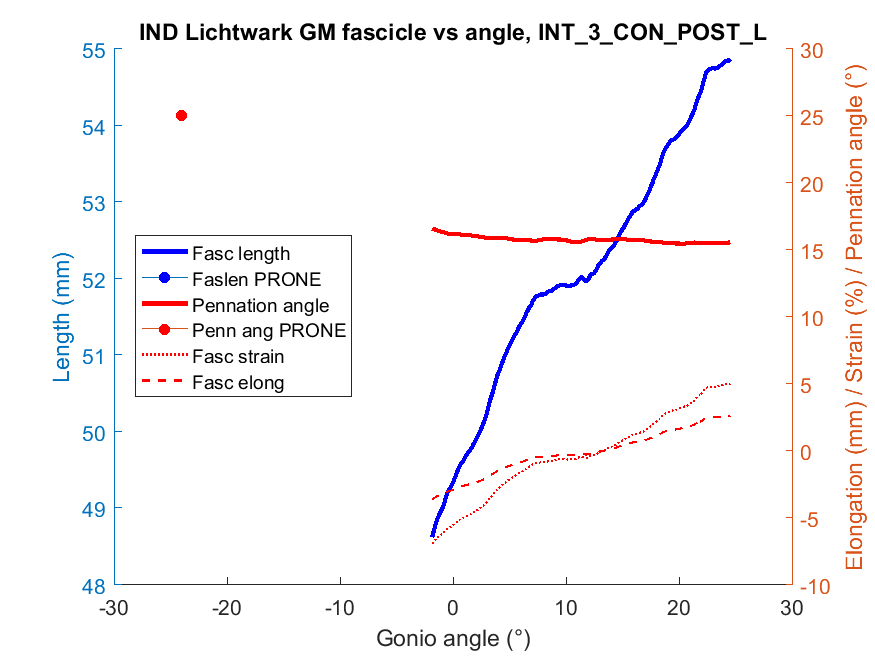 IND Lichtwark GM fascicle vs angle, INT_3_CON_POST_L
55
54
53
52
51
50
49
48
Length (mm)
30
25
20
15
10
5
0
-5
-10
Elongation (mm) / Strain (%) / Pennation angle (°)
Fasc length
Faslen PRONE
Pennation angle
Penn ang PRONE
Fasc strain
Fasc elong
-30
-20
-10
0
10
20
30
Gonio angle (°)